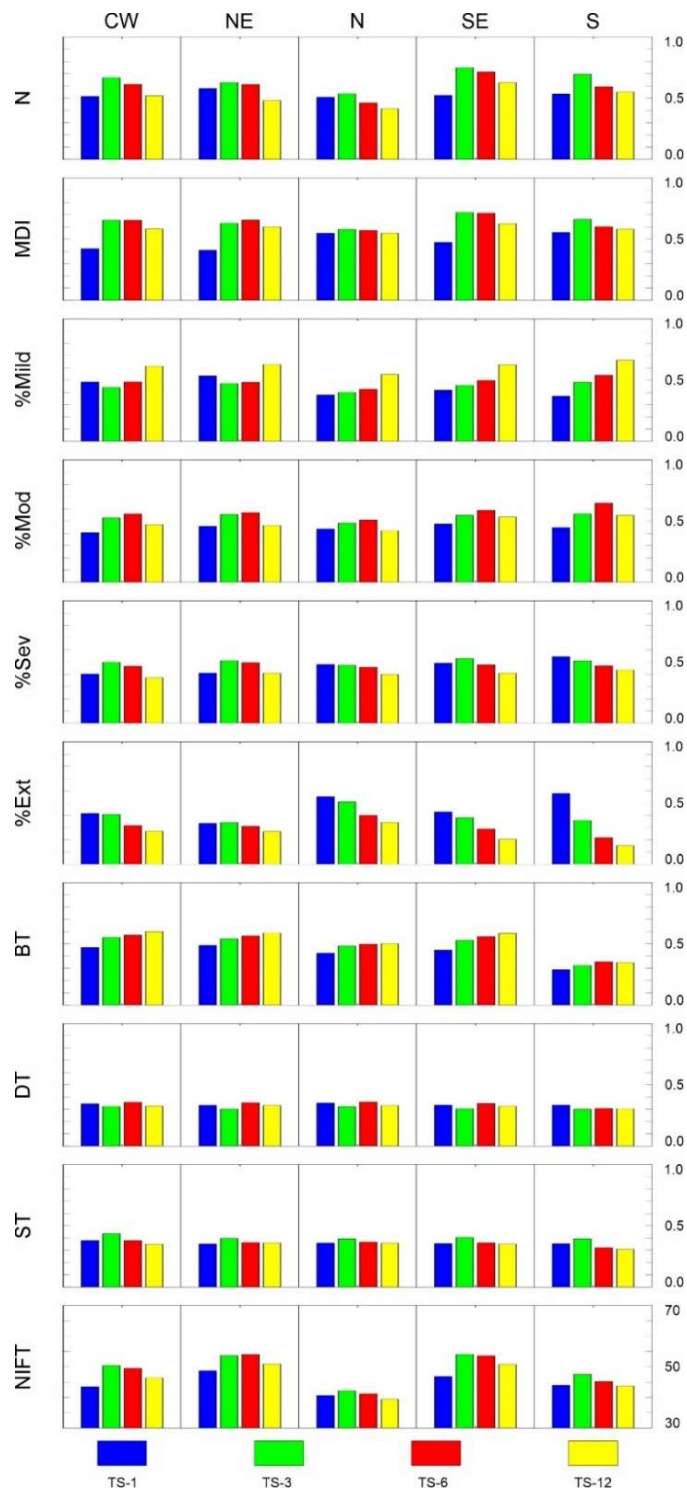 CW NE N SE S
N 1.0
0.5
0.0
MDI 1.0
0.5
0.0
%Mild 1.0
0.5
0.0
%Mod 1.0
0.5
0.0
%Sev 1.0
0.5
0.0
%Ext 1.0
0.5
0.0
BT 1.0
0.5
0.0
DT 1.0
0.5
0.0
ST 1.0
0.5
0.0
NIFT 70
50
30
TS-1 TS-3 TS-6 TS-12